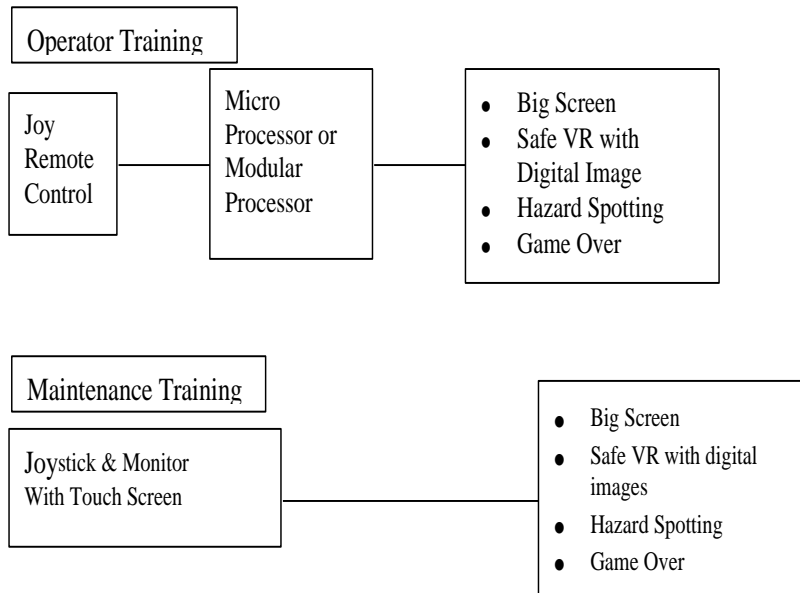 Operator Training
Joy
Remote
Control
Micro
Processor or
Modular
Processor
● Big Screen
● Safe VR with
Digital Image
● Hazard Spotting
● Game Over
Maintenance Training
Joystick & Monitor
With Touch Screen
● Big Screen
● Safe VR with digital
images
● Hazard Spotting
● Game Over